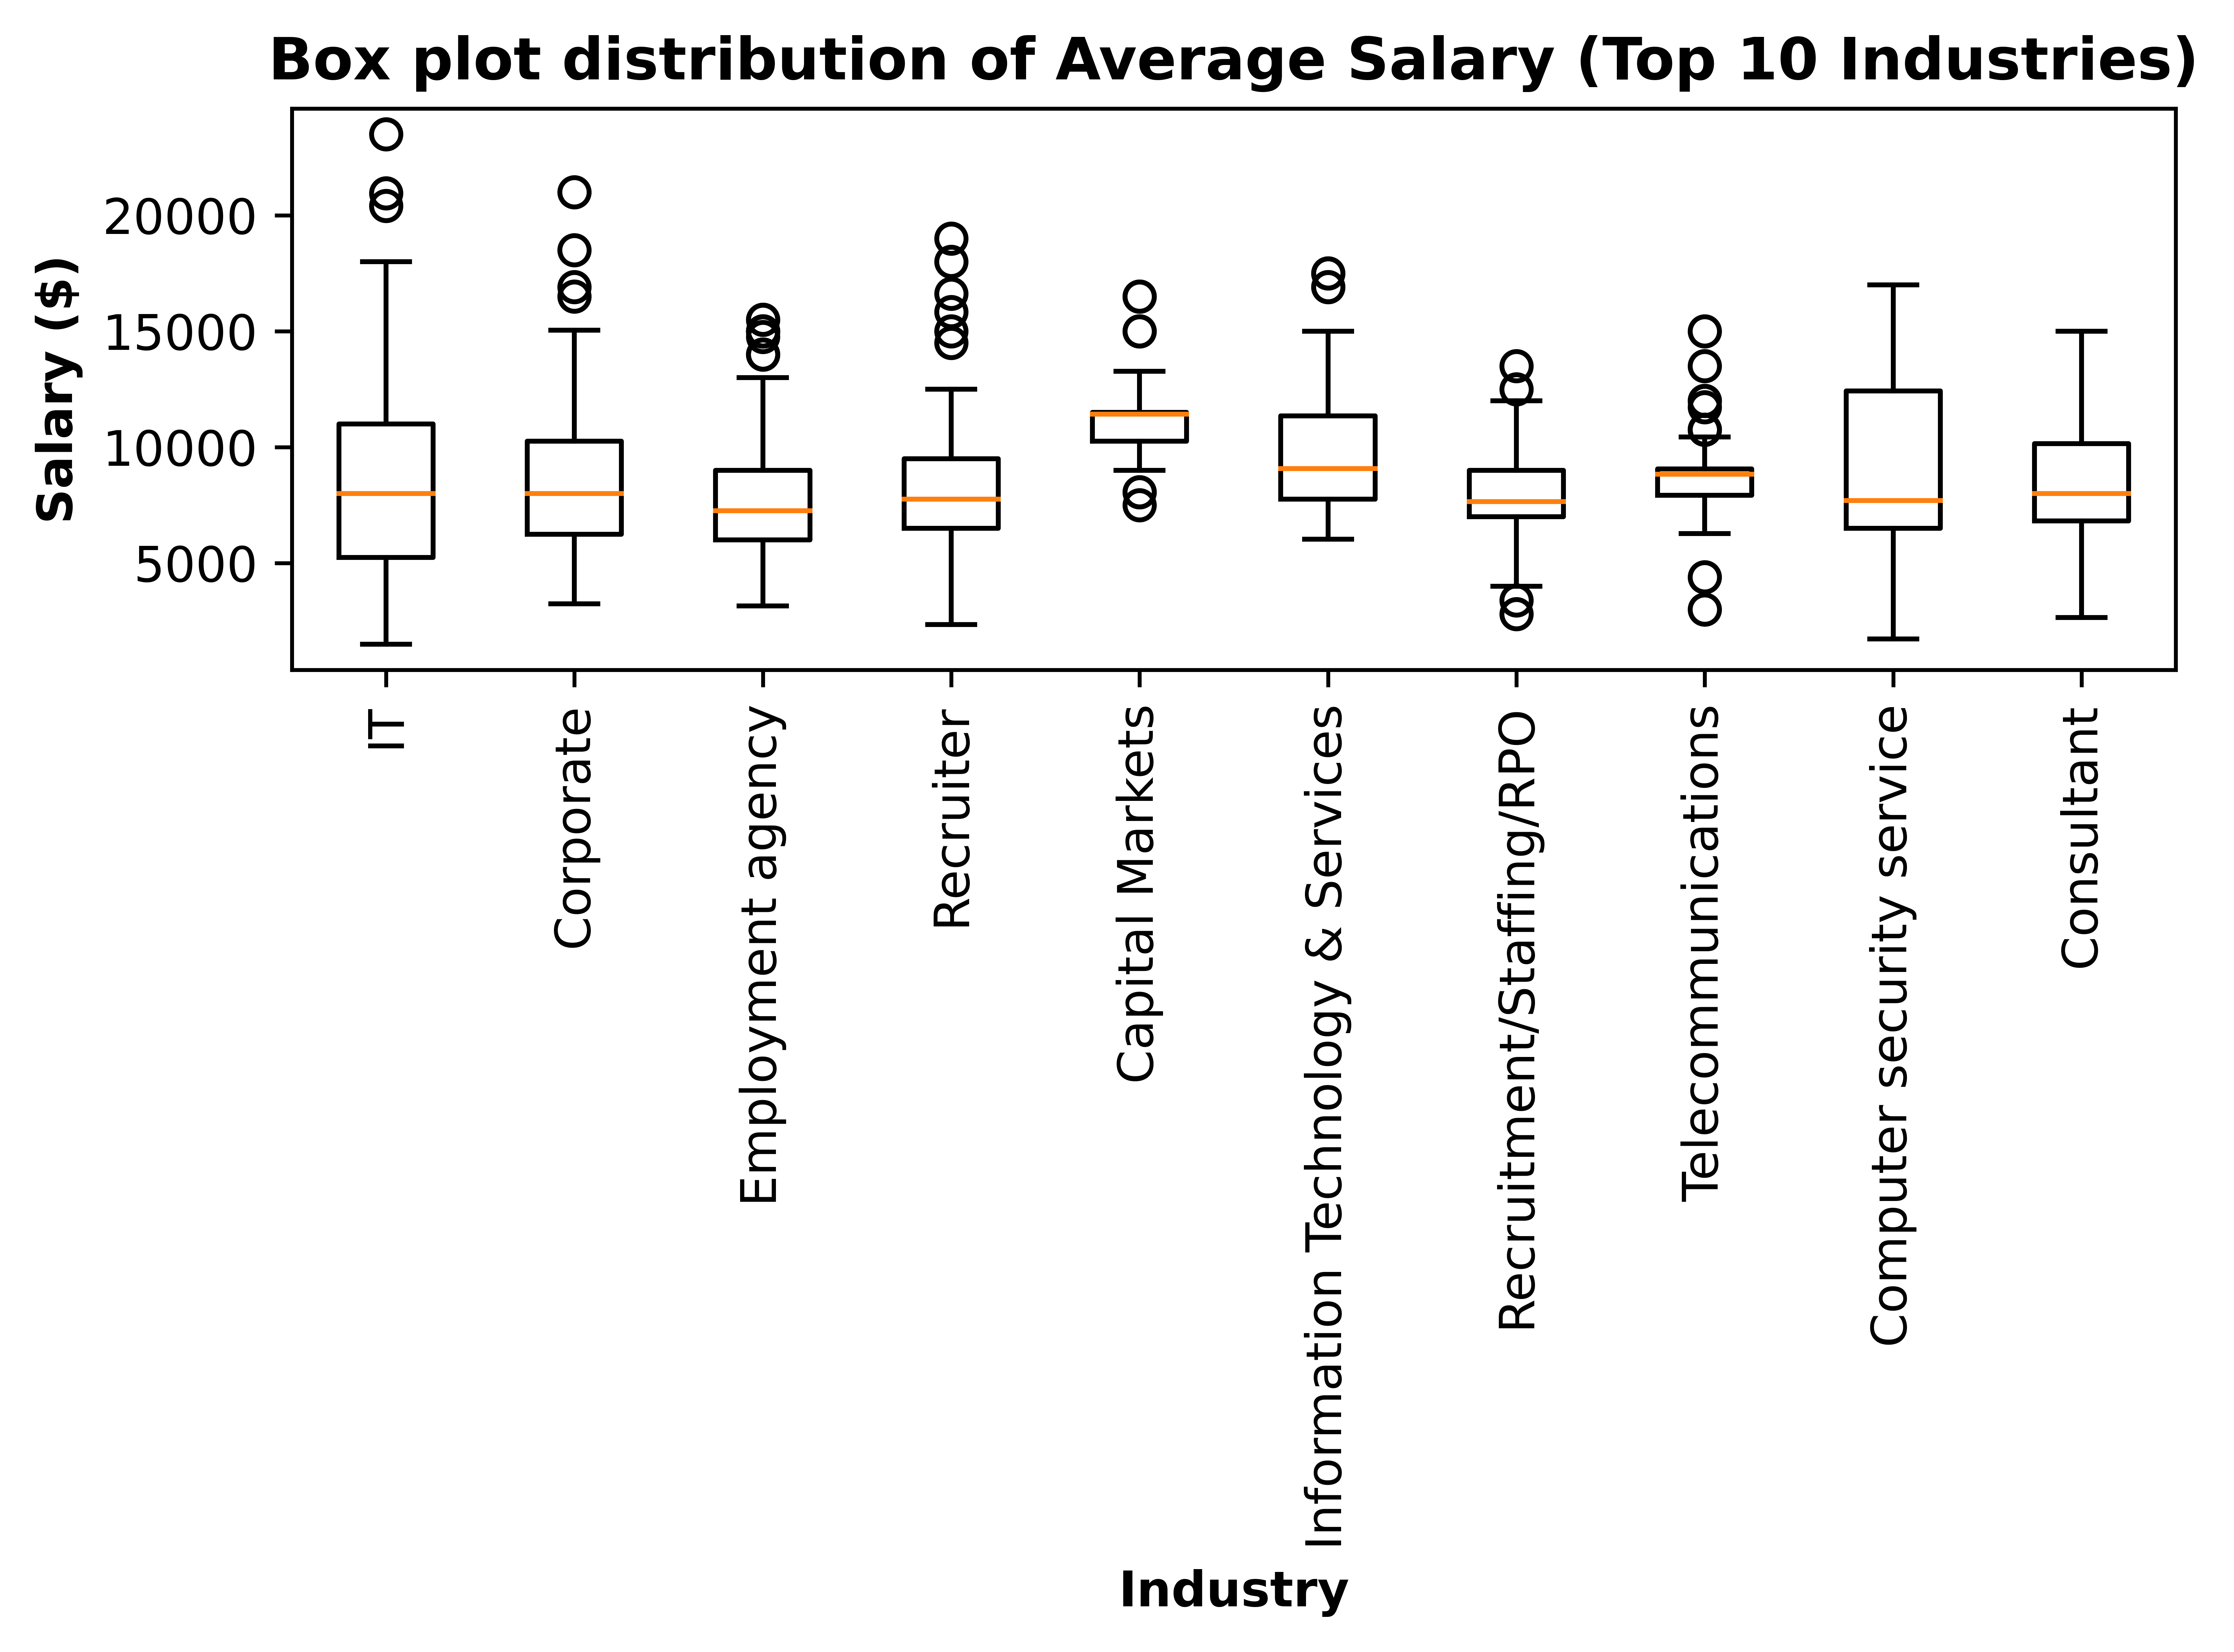 Box plot distribution of Average Salary (Top 10 Industries)
Salary ($)
20000
15000
10000
5000
IT
Corporate
Employment agency
Recruiter
Capital Markets
Information Technology & Services
Recruitment/Staffing/RPO
Telecommunications
Computer security service
Consultant
Industry